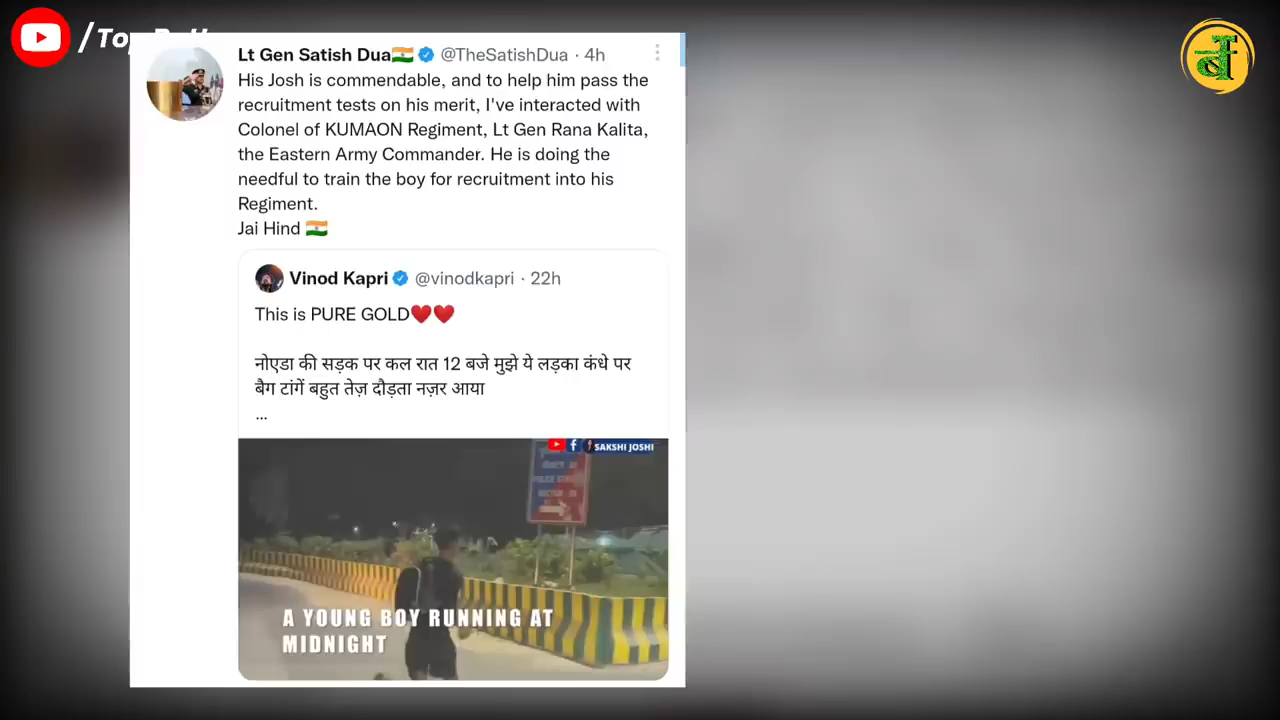 /Top
Lt Gen Satish Dua🇮🇳 @TheSatishDua · 4h
His Josh is commendable, and to help him pass the
recruitment tests on his merit, I've interacted with
Colonel of KUMAON Regiment, Lt Gen Rana Kalita,
the Eastern Army Commander. He is doing the
needful to train the boy for recruitment into his
Regiment.
Jai Hind 🇮🇳
Vinod Kapri @vinodkapri · 22h
This is PURE GOLD❤️❤️
नोएडा की सड़क पर कल रात 12 बजे मुझे ये लड़का कंधे पर
बैग टांगें बहुत तेज़ दौड़ता नज़र आया
...
SAKSHI JOSHI
A YOUNG BOY RUNNING AT
MIDNIGHT